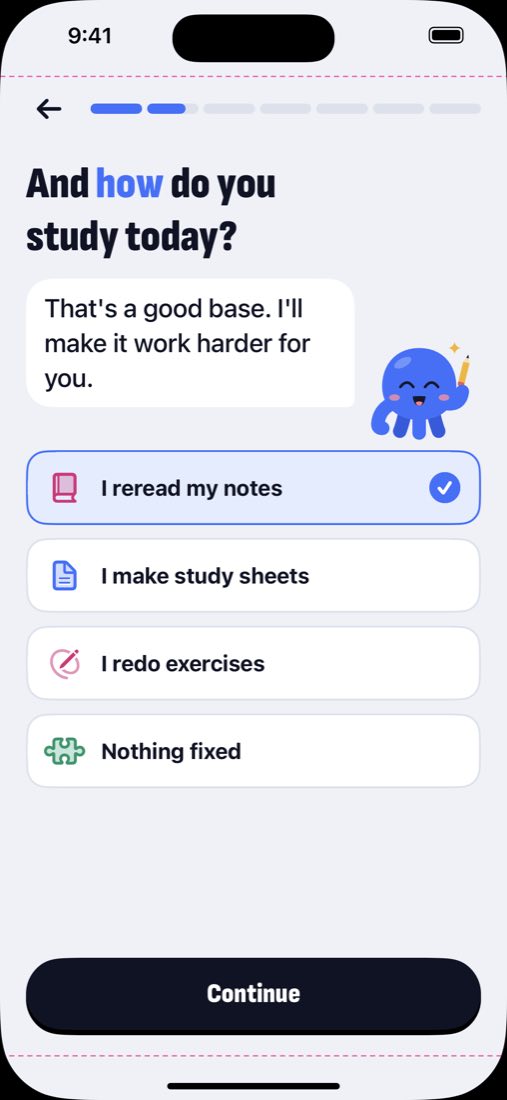 9:41
And how do you
study today?
That's a good base. I'll
make it work harder for
you.
I reread my notes
I make study sheets
I redo exercises
Nothing fixed
Continue